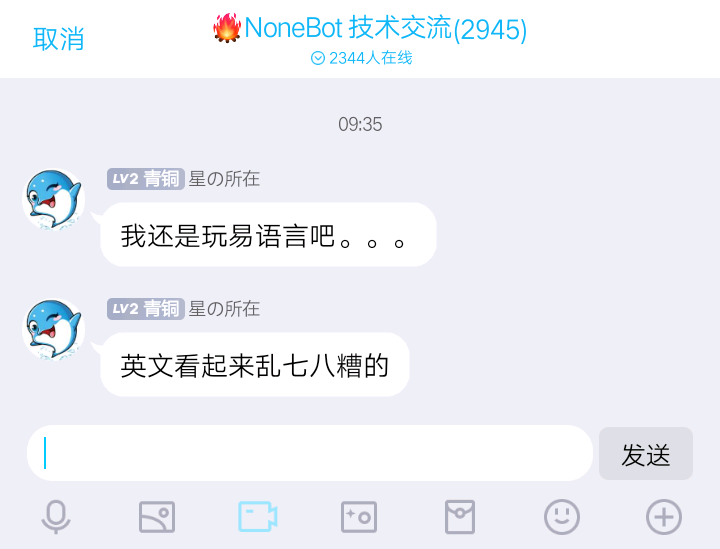 取消
NoneBot 技术交流(2945)
2344人在线
09:35
LV2 青铜 星の所在
我还是玩易语言吧。。。
LV2 青铜 星の所在
英文看起来乱七八糟的
发送